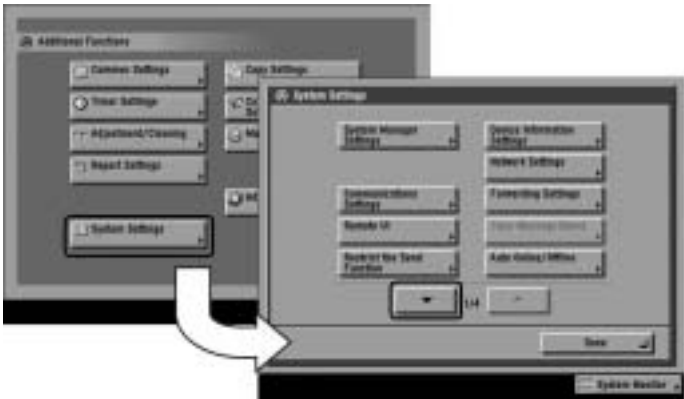 Additional Functions
Common Settings
Copy Settings
Timer Settings
Adjustment/Cleaning
Report Settings
System Settings
System Settings
System Manager
Settings
Device Information
Settings
Network Settings
Communications
Settings
Forwarding Settings
Remote UI
Restrict the Send
Function
Auto Online/Offline
1/4
Done
System Monitor